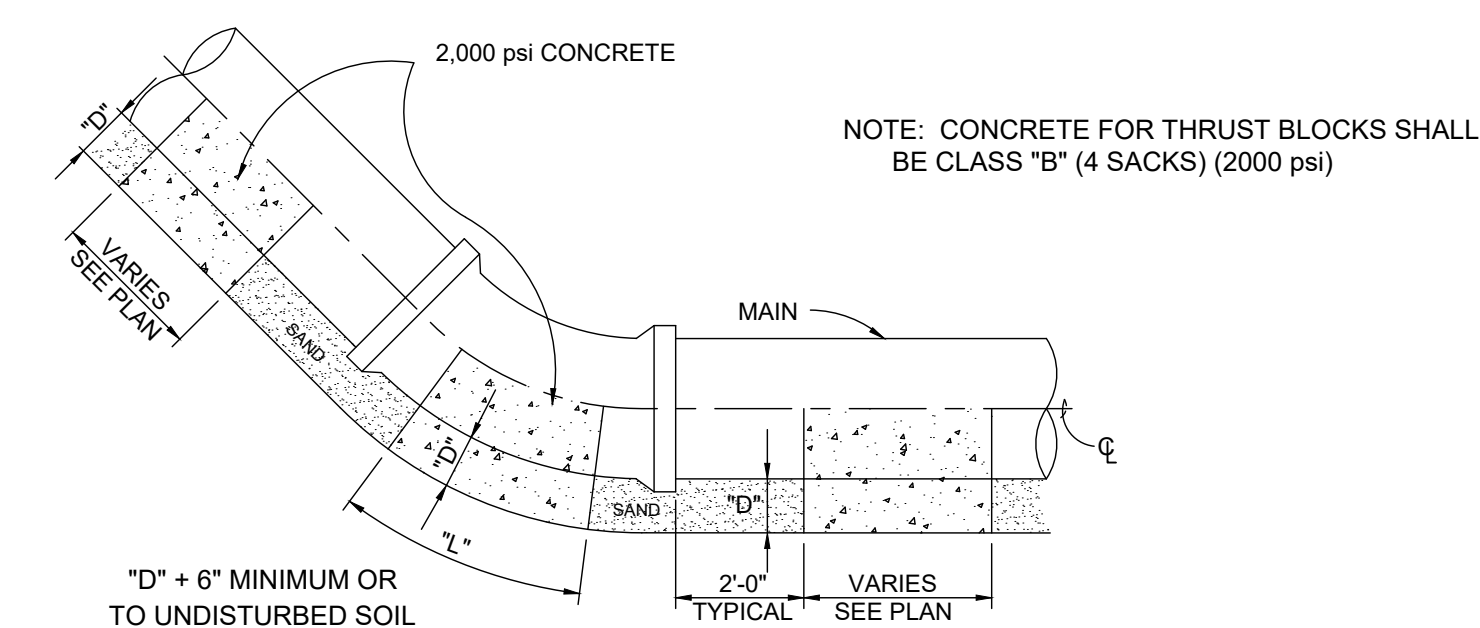 2,000 psi CONCRETE
NOTE: CONCRETE FOR THRUST BLOCKS SHALL
BE CLASS "B" (4 SACKS) (2000 psi)
"D"
VARIES
SEE PLAN
SAND
MAIN
"D"
"L"
SAND
"D"
℄
2'-0"
TYPICAL
VARIES
SEE PLAN
"D" + 6" MINIMUM OR
TO UNDISTURBED SOIL